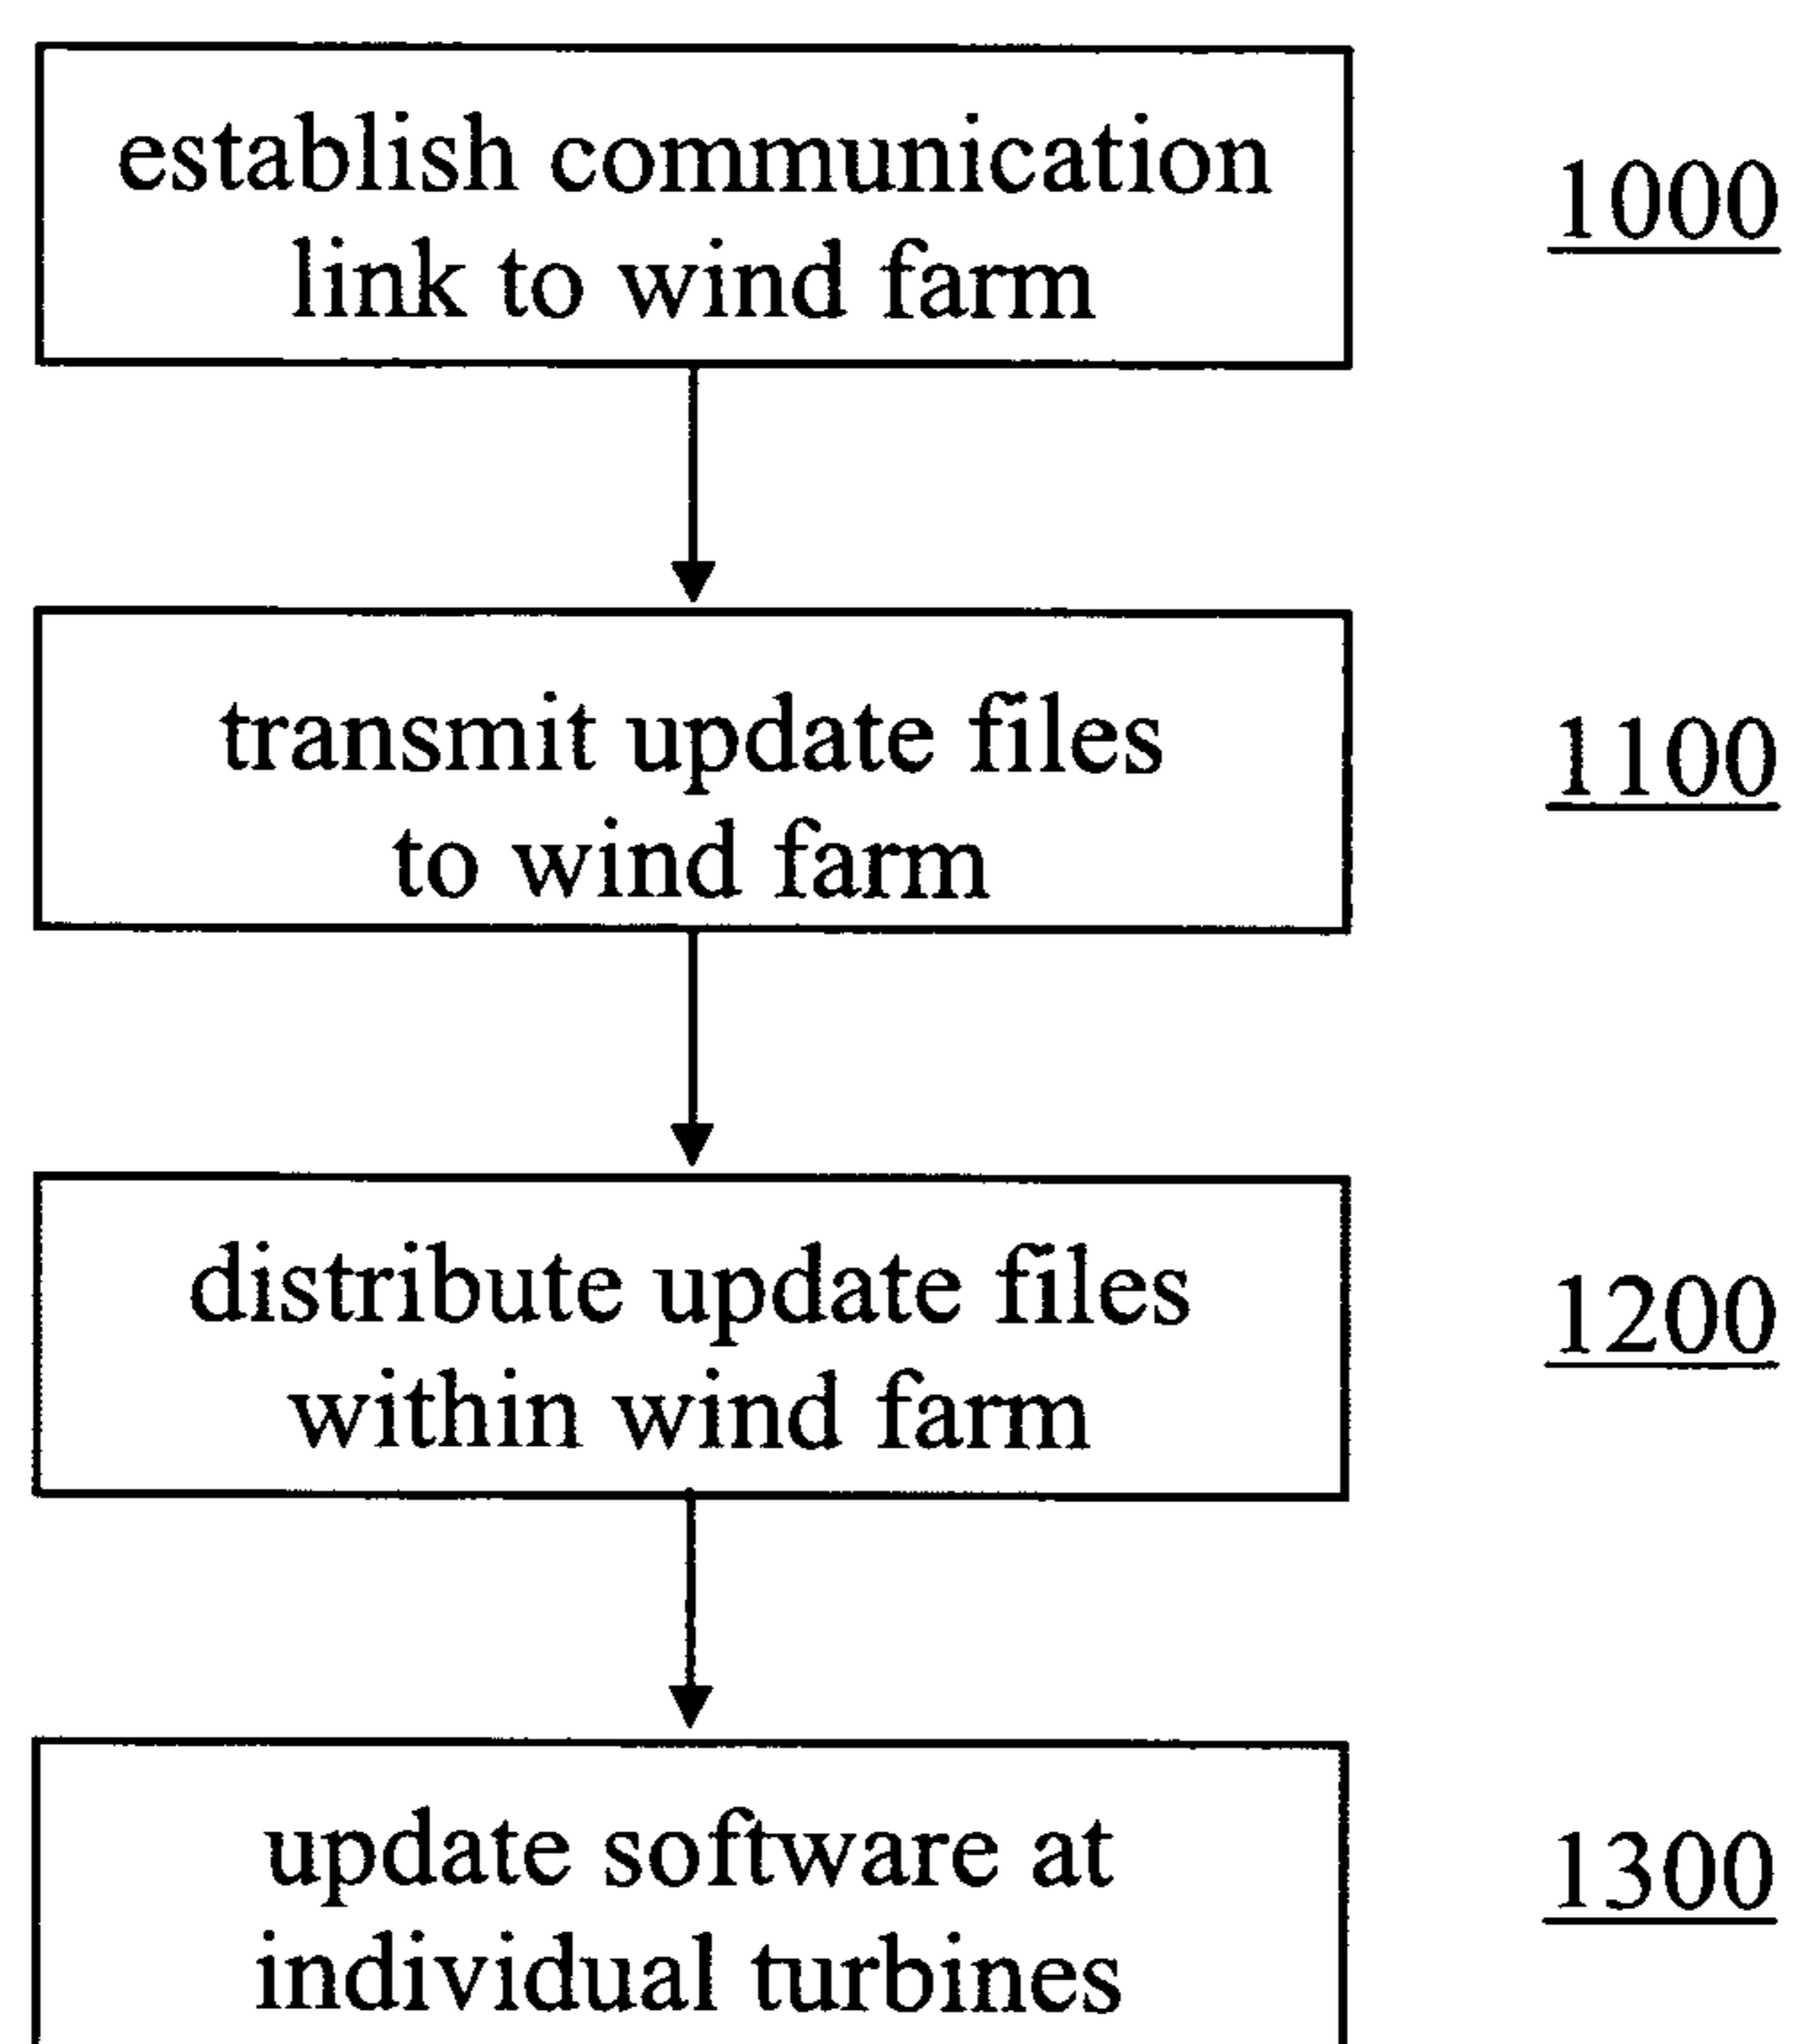 establish communication
link to wind farm
1000
transmit update files
to wind farm
1100
distribute update files
within wind farm
1200
update software at
individual turbines
1300